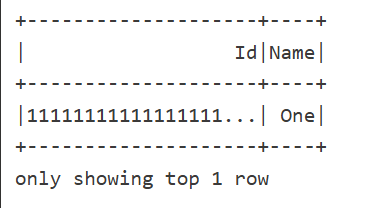 +--------------------+----+
|                  Id|Name|
+--------------------+----+
|11111111111111111...| One|
+--------------------+----+
only showing top 1 row